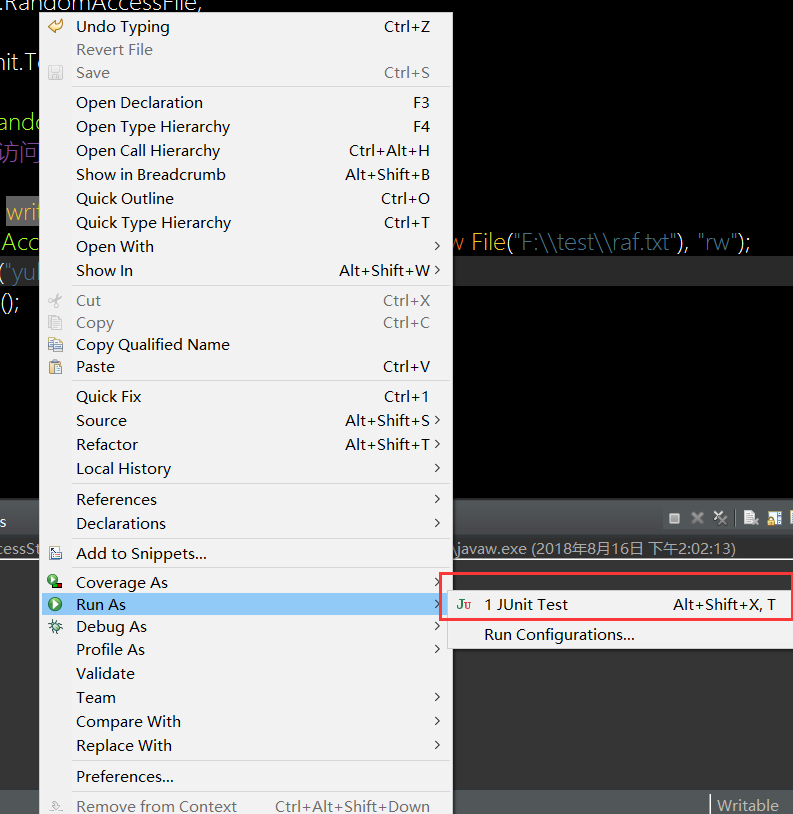 .RandomAccessFile;
Undo Typing Ctrl+Z
Revert File
Save Ctrl+S
Open Declaration F3
Open Type Hierarchy F4
Open Call Hierarchy Ctrl+Alt+H
访问
Show in Breadcrumb Alt+Shift+B
Quick Outline Ctrl+O
writ
Quick Type Hierarchy Ctrl+T
Open With
Acc w File("F:\\test\\raf.txt"), "rw");
Show In Alt+Shift+W
Cut Ctrl+X
();
Copy Ctrl+C
Copy Qualified Name
Paste Ctrl+V
Quick Fix Ctrl+1
Source Alt+Shift+S
Refactor Alt+Shift+T
Local History
References
Declarations
Add to Snippets... \javaw.exe (2018年8月16日 下午2:02:13)
Coverage As
Run As
1 JUnit Test Alt+Shift+X, T
Debug As
Run Configurations...
Profile As
Validate
Team
Compare With
Replace With
Preferences...
Remove from Context Ctrl+Alt+Shift+Down
Writable